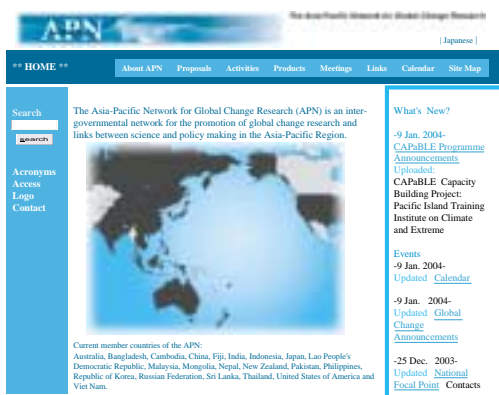 APN
The Asia-Pacific Network for Global Change Research
| Japanese |
** HOME **
About APN Proposals Activities Products Meetings Links Calendar Site Map
Search
search
Acronyms
Access
Logo
Contact
The Asia-Pacific Network for Global Change Research (APN) is an inter-
governmental network for the promotion of global change research and
links between science and policy making in the Asia-Pacific Region.
Current member countries of the APN:
Australia, Bangladesh, Cambodia, China, Fiji, India, Indonesia, Japan, Lao People's
Democratic Republic, Malaysia, Mongolia, Nepal, New Zealand, Pakistan, Philippines,
Republic of Korea, Russian Federation, Sri Lanka, Thailand, United States of America and
Viet Nam.
What's New?
-9 Jan. 2004-
CAPaBLE Programme
Announcements
Uploaded:
CAPaBLE Capacity
Building Project:
Pacific Island Training
Institute on Climate
and Extreme
Events
-9 Jan. 2004-
Updated Calendar
-9 Jan. 2004-
Updated Global
Change
Announcements
-25 Dec. 2003-
Updated National
Focal Point Contacts